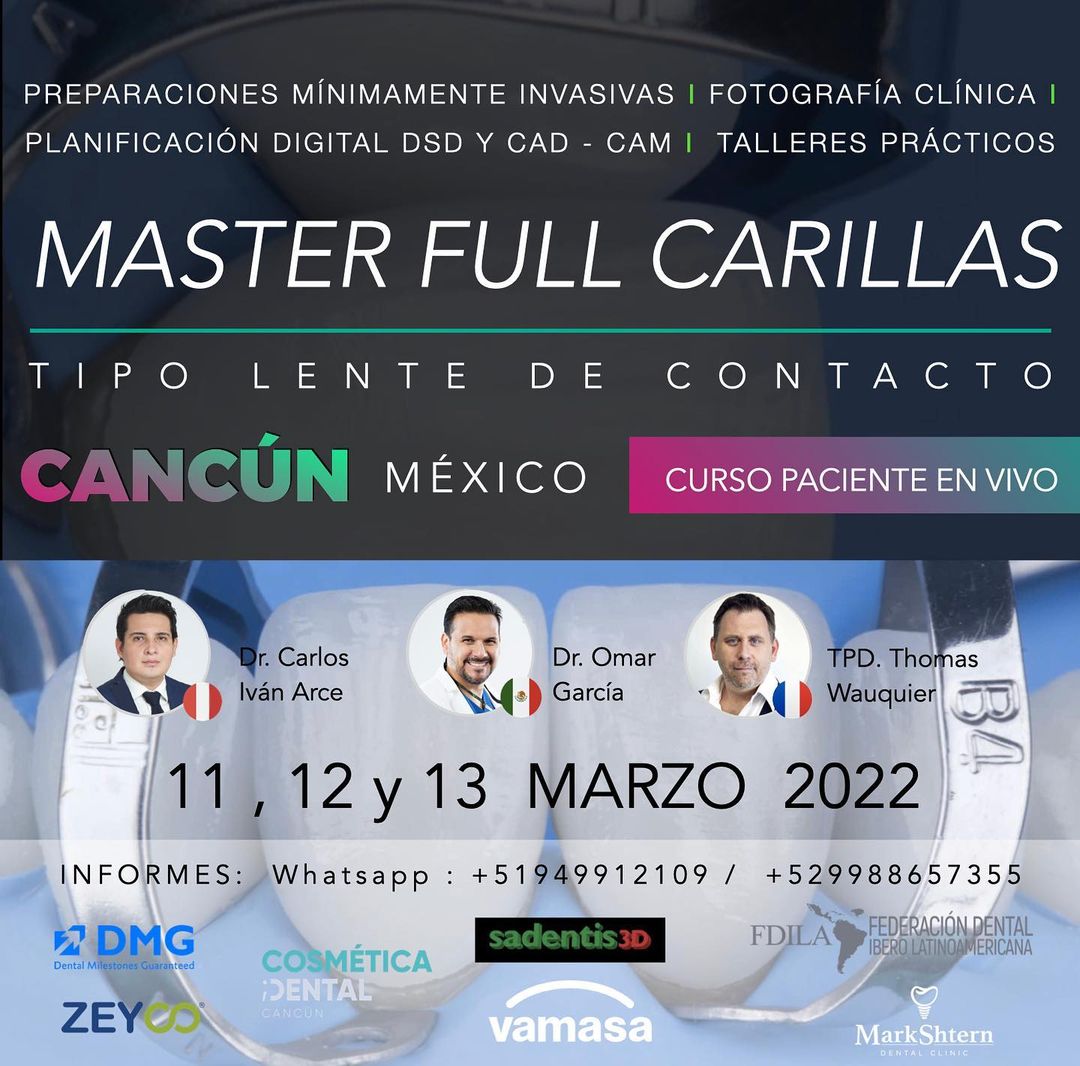 PREPARACIONES MÍNIMAMENTE INVASIVAS I FOTOGRAFÍA CLÍNICA I
PLANIFICACIÓN DIGITAL DSD Y CAD - CAM I TALLERES PRÁCTICOS
MASTER FULL CARILLAS
TIPO LENTE DE CONTACTO
CANCÚN MÉXICO
CURSO PACIENTE EN VIVO
Dr. Carlos
Iván Arce
Dr. Omar
García
TPD. Thomas
Wauquier
B4
11 , 12 y 13 MARZO 2022
INFORMES: Whatsapp : +51949912109 / +529988657355
DMG
Dental Milestones Guaranteed
ZEYCO®
COSMÉTICA
¡DENTAL
CANCÚN
sadentis3D
vamasa
FDILA
FEDERACIÓN DENTAL
IBERO LATINOAMERICANA
MarkShtern
DENTAL CLINIC